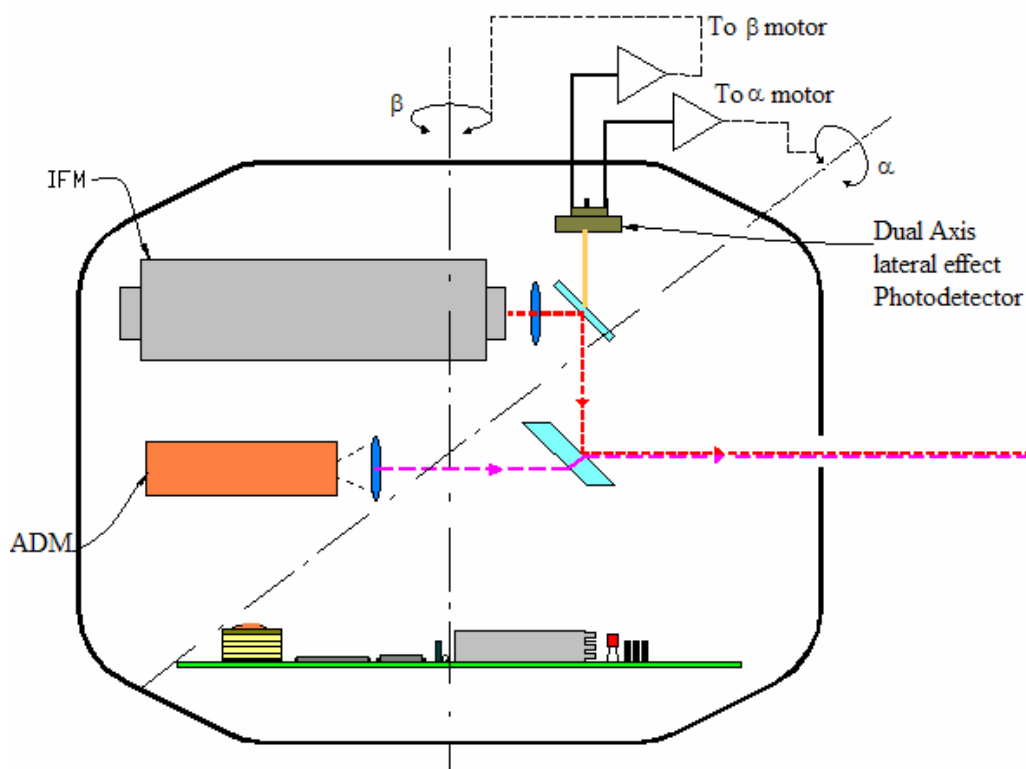 To β motor
β
To α motor
IFM
α
Dual Axis
lateral effect
Photodetector
ADM